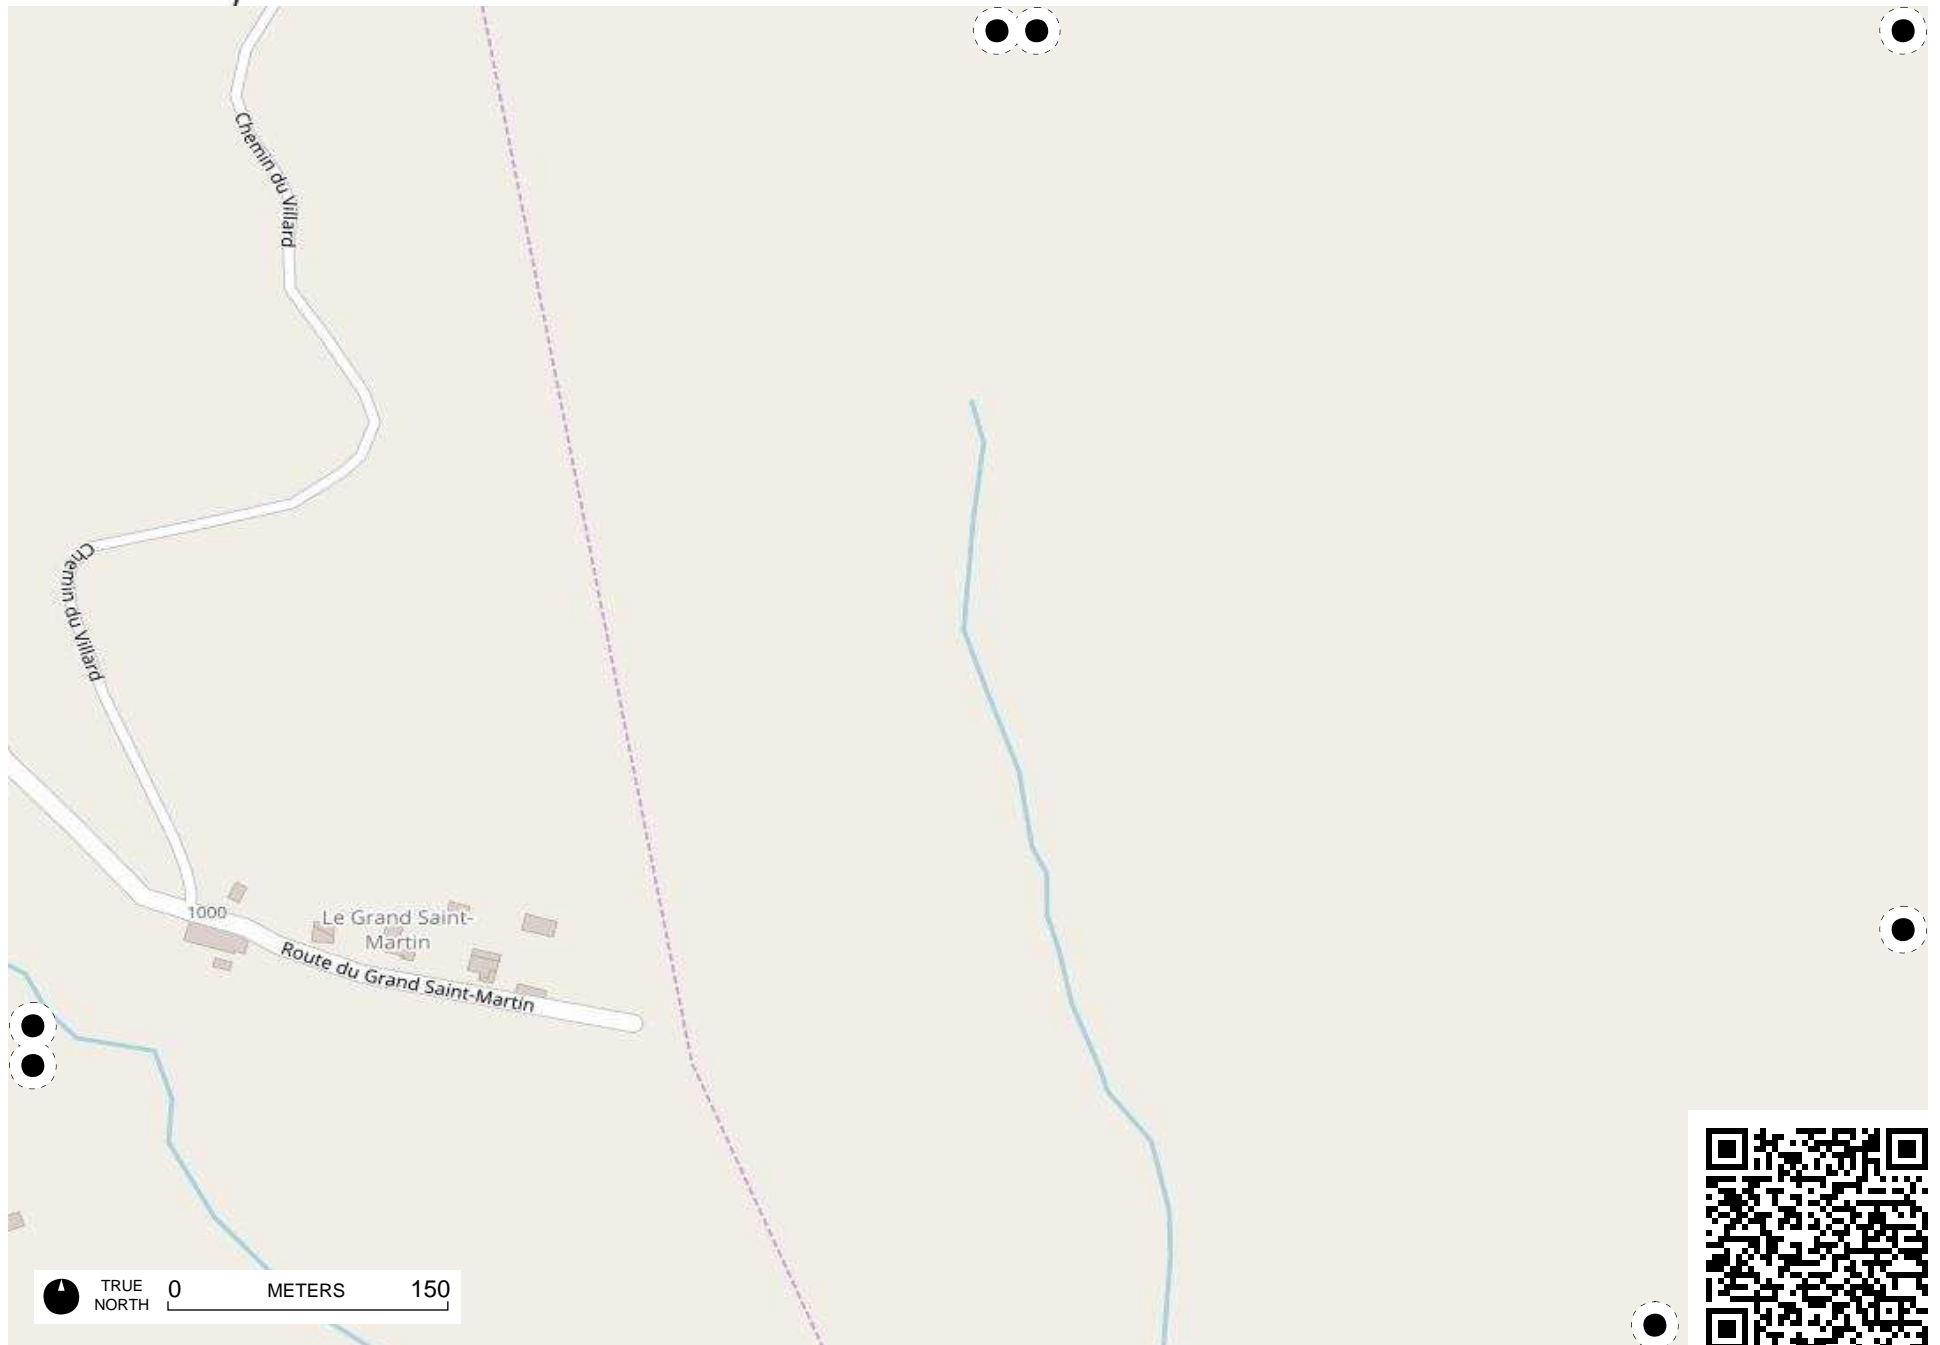 Chemin du Villard
Chemin du Villard
1000
Le Grand Saint-
Martin
Route du Grand Saint-Martin
TRUE
NORTH
0 METERS 150